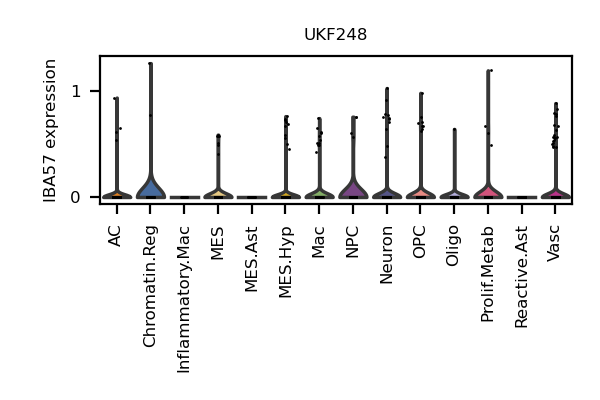 UKF248
IBA57 expression
1
0
AC
Chromatin.Reg
Inflammatory.Mac
MES
MES.Ast
MES.Hyp
Mac
NPC
Neuron
OPC
Oligo
Prolif.Metab
Reactive.Ast
Vasc